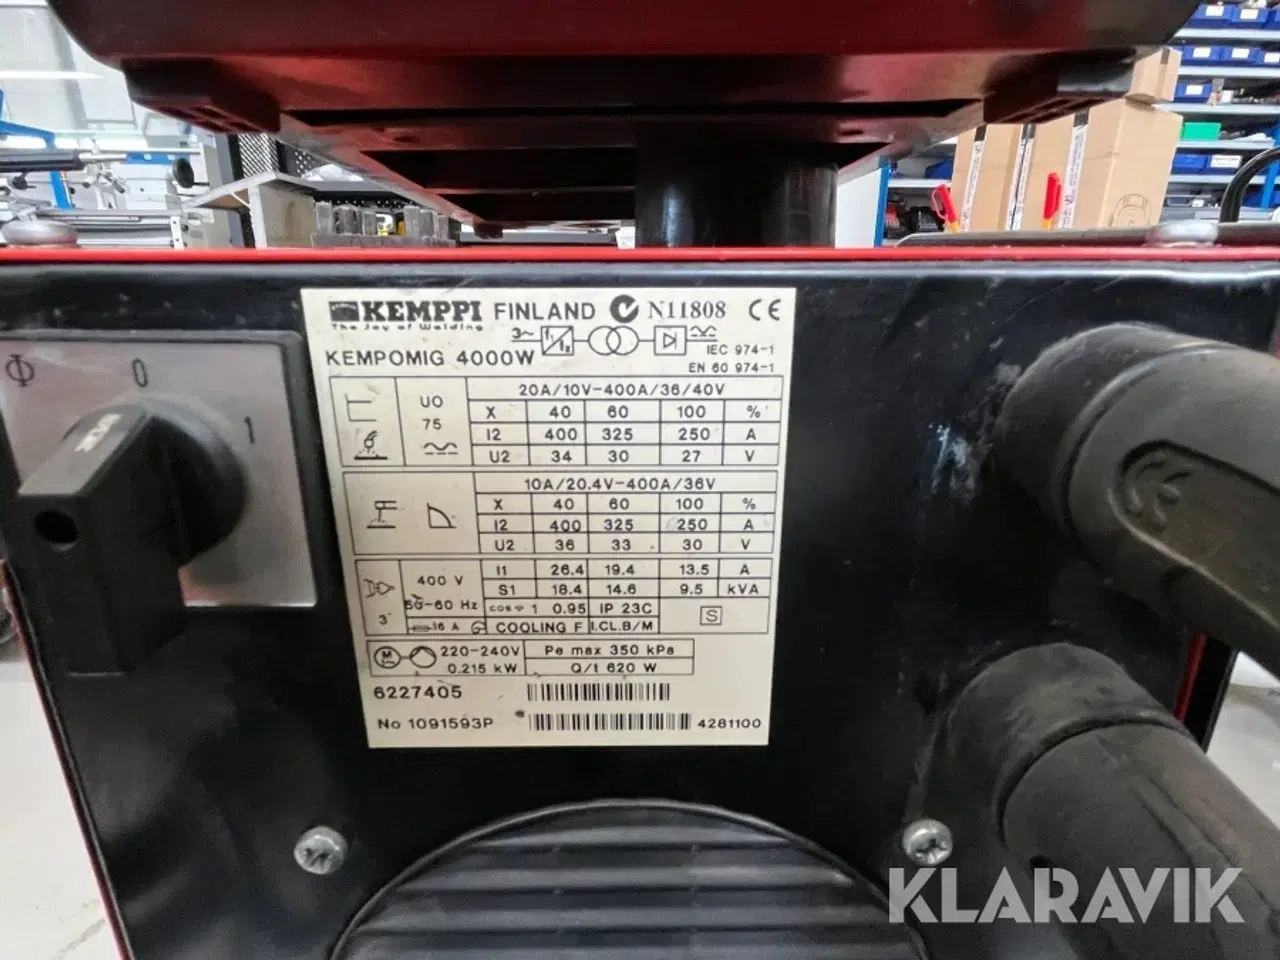 KEMPPI FINLAND N11808 CE
The Joy of Welding
3~ f1 f2
KEMPOMIG 4000W IEC 974-1
EN 60 974-1
20A/10V-400A/36/40V
UO 75
X 40 60 100 %
I2 400 325 250 A
U2 34 30 27 V
10A/20.4V-400A/36V
X 40 60 100 %
I2 400 325 250 A
U2 36 33 30 V
3~ 400 V I1 26.4 19.4 13.5 A
S1 18.4 14.6 9.5 kVA
50-60 Hz cos φ 1 0.95 IP 23C S
16 A G COOLING F I.CL.B/M
M 220-240V Pe max 350 kPa
0.215 kW Q/t 620 W
6227405
No 1091593P 4281100
0
1
KLARAVIK